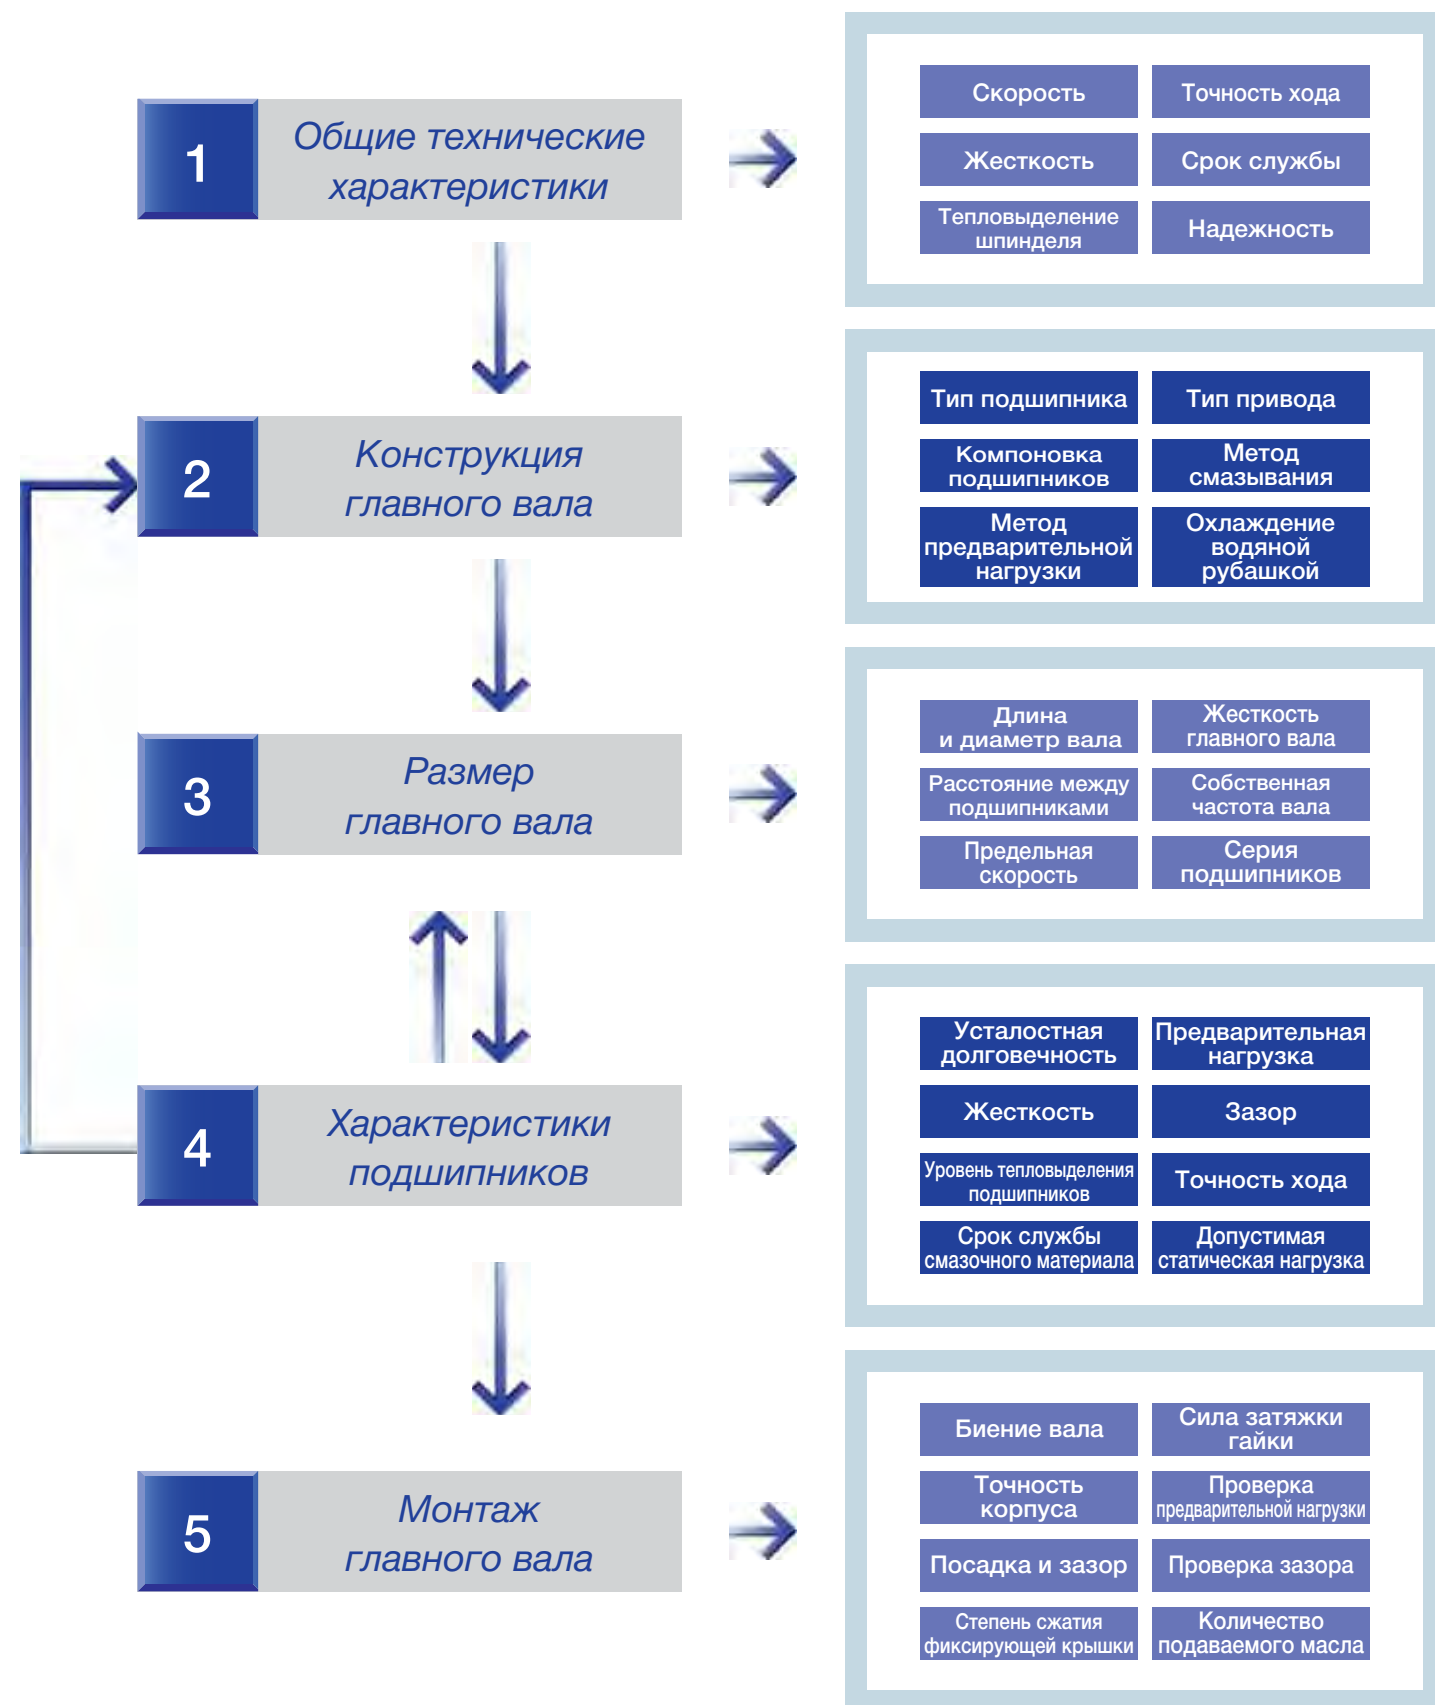 1
Общие технические
характеристики
Скорость
Точность хода
Жесткость
Срок службы
Тепловыделение
шпинделя
Надежность
2
Конструкция
главного вала
Тип подшипника
Тип привода
Компоновка
подшипников
Метод
смазывания
Метод
предварительной
нагрузки
Охлаждение
водяной
рубашкой
3
Размер
главного вала
Длина
и диаметр вала
Жесткость
главного вала
Расстояние между
подшипниками
Собственная
частота вала
Предельная
скорость
Серия
подшипников
4
Характеристики
подшипников
Усталостная
долговечность
Предварительная
нагрузка
Жесткость
Зазор
Уровень тепловыделения
подшипников
Точность хода
Срок службы
смазочного материала
Допустимая
статическая нагрузка
5
Монтаж
главного вала
Биение вала
Сила затяжки
гайки
Точность
корпуса
Проверка
предварительной нагрузки
Посадка и зазор
Проверка зазора
Степень сжатия
фиксирующей крышки
Количество
подаваемого масла